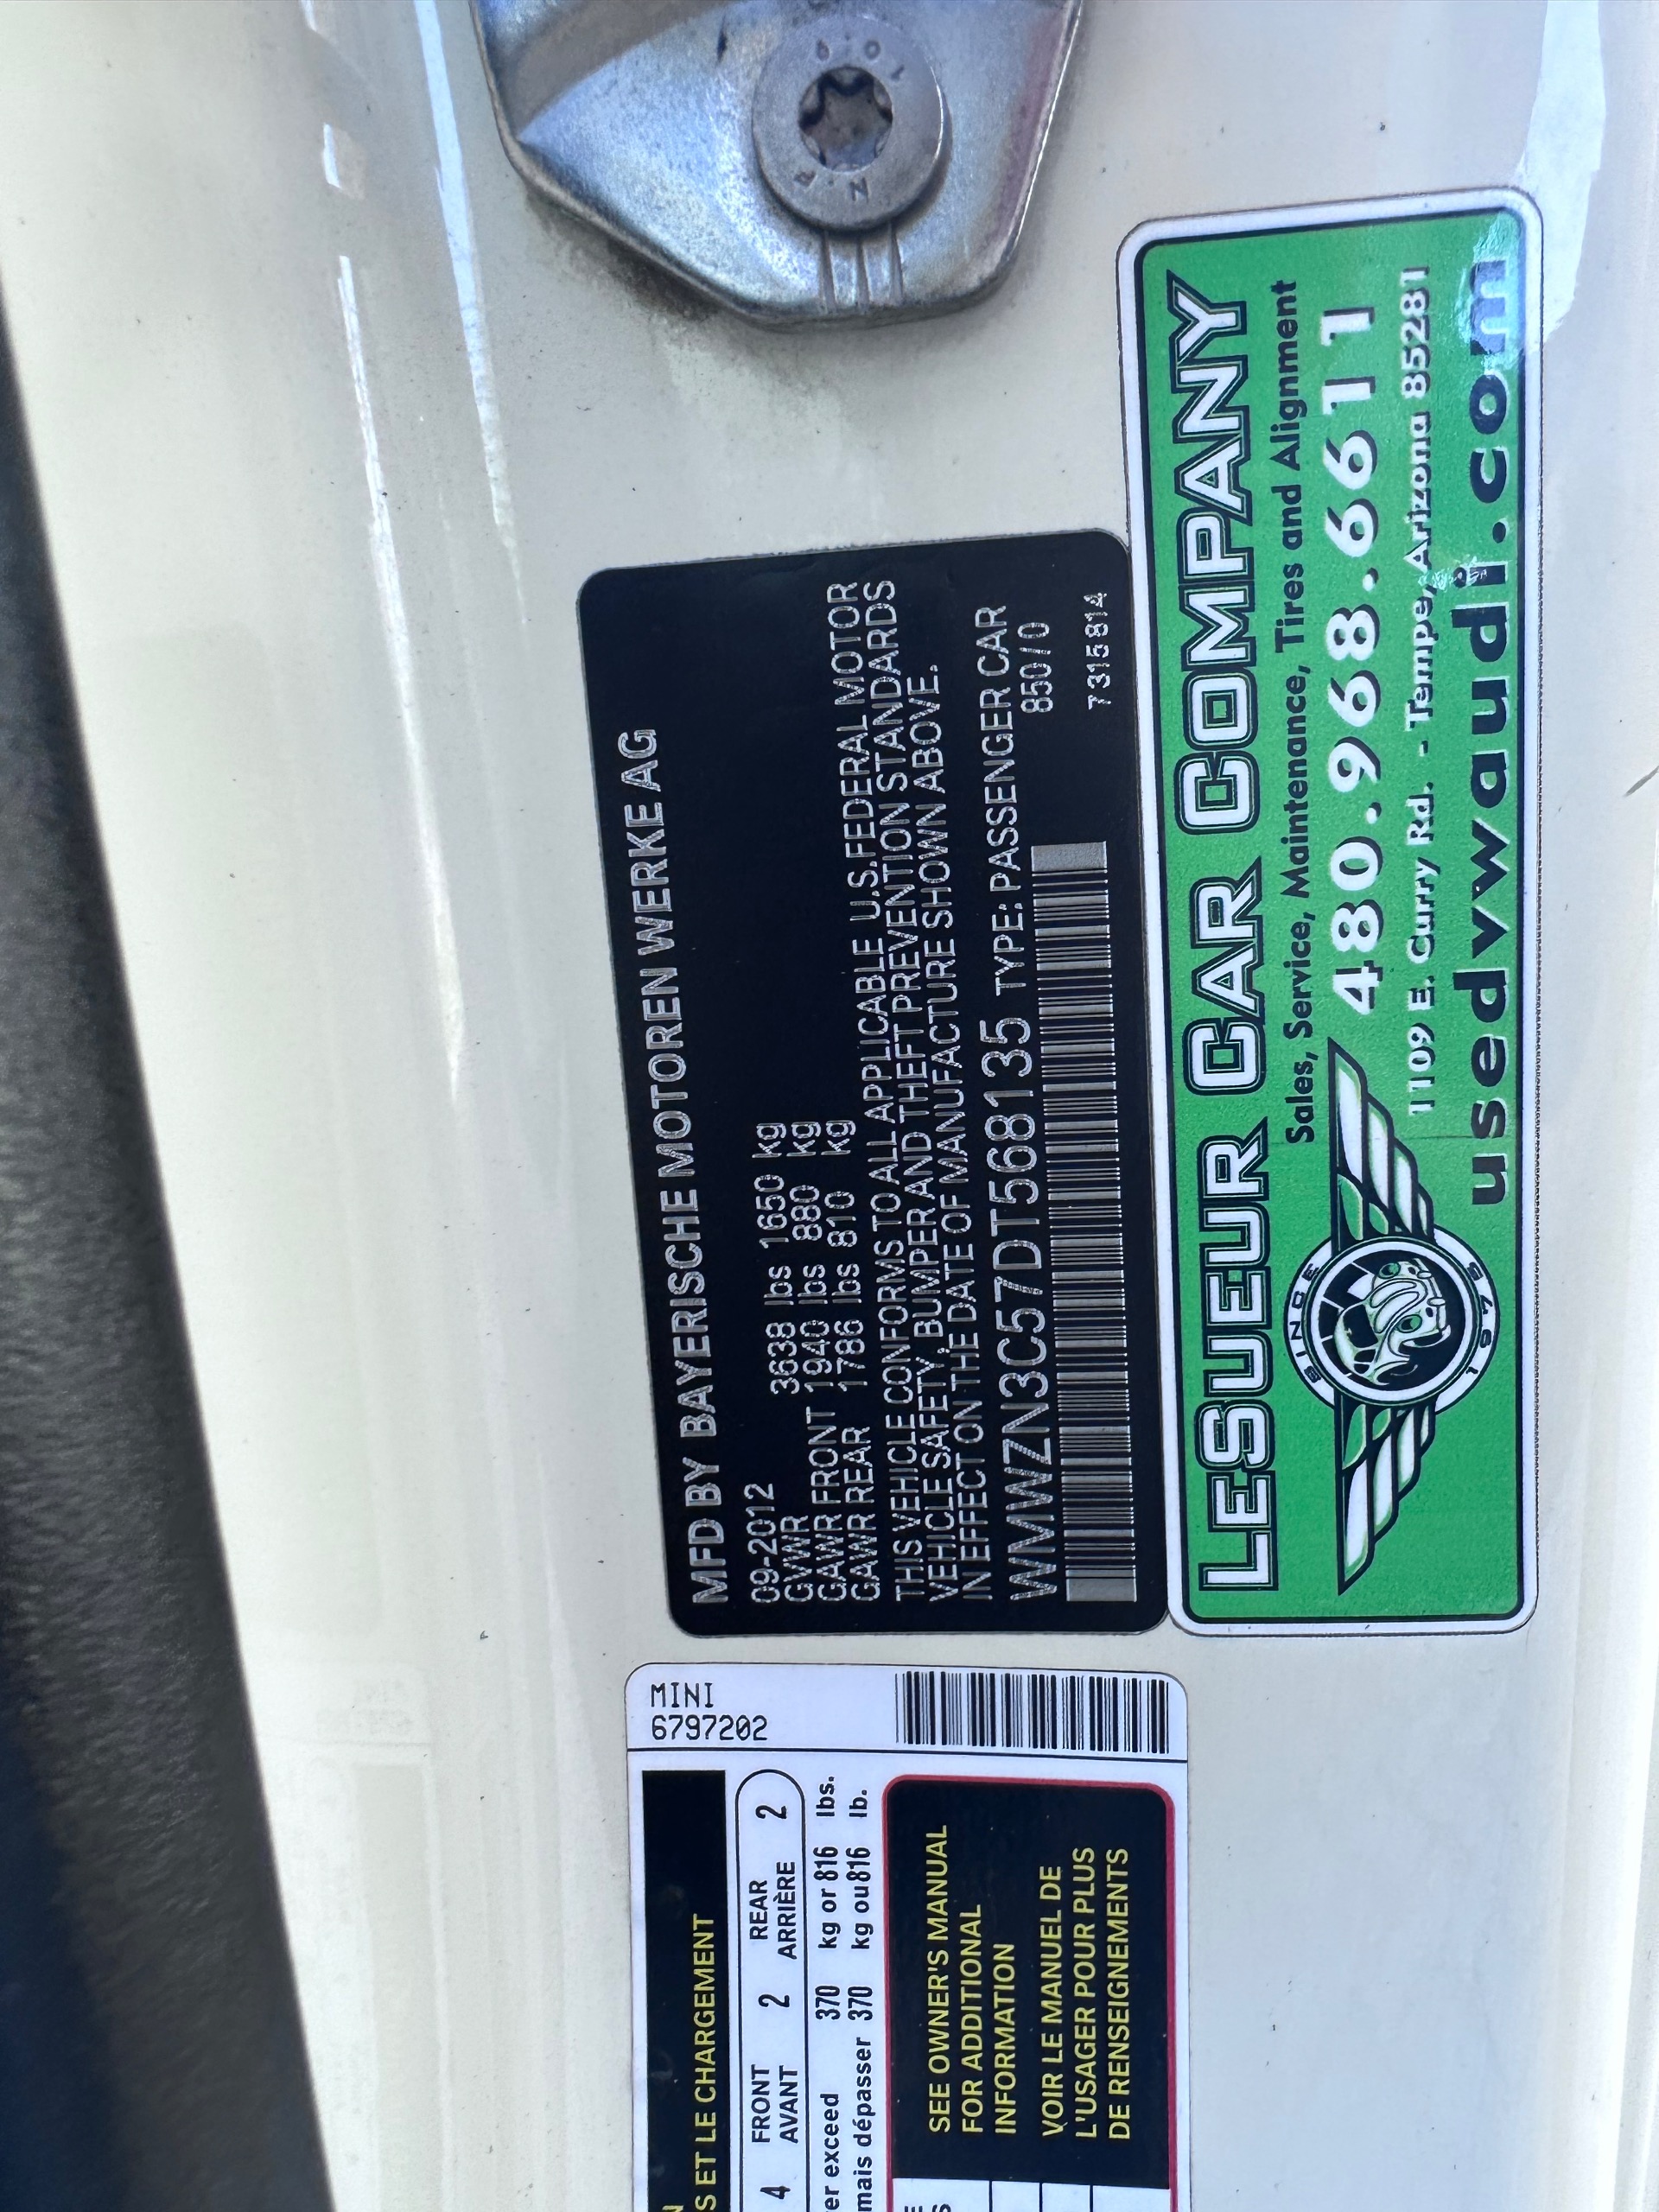 MFD BY BAYERISCHE MOTOREN WERKE AG
09-2012
GVWR 3638 lbs 1650 kg
GAWR FRONT 1940 lbs 880 kg
GAWR REAR 1786 lbs 810 kg
THIS VEHICLE CONFORMS TO ALL APPLICABLE U.S.FEDERAL MOTOR
VEHICLE SAFETY, BUMPER AND THEFT PREVENTION STANDARDS
IN EFFECT ON THE DATE OF MANUFACTURE SHOWN ABOVE.
WMWZN3C57DT568135 TYPE: PASSENGER CAR
850/0
7315814
LESUEUR CAR COMPANY
Sales, Service, Maintenance, Tires and Alignment
480.968.6611
1109 E. Curry Rd. - Tempe, Arizona 85281
usedvwaudi.com
SINCE
1975
MINI
6797202
S ET LE CHARGEMENT
4 FRONT 2 REAR 2
AVANT ARRIÈRE
er exceed 370 kg or 816 lbs.
mais dépasser 370 kg ou816 lb.
SEE OWNER'S MANUAL
FOR ADDITIONAL
INFORMATION
VOIR LE MANUEL DE
L'USAGER POUR PLUS
DE RENSEIGNEMENTS
10.9
N.P